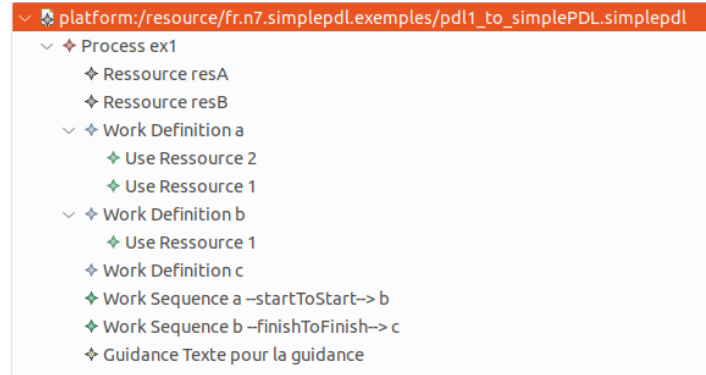 platform:/resource/fr.n7.simplepdl.exemples/pdl1_to_simplePDL.simplepdl
Process ex1
Ressource resA
Ressource resB
Work Definition a
Use Ressource 2
Use Ressource 1
Work Definition b
Use Ressource 1
Work Definition c
Work Sequence a --startToStart--> b
Work Sequence b --finishToFinish--> c
Guidance Texte pour la guidance